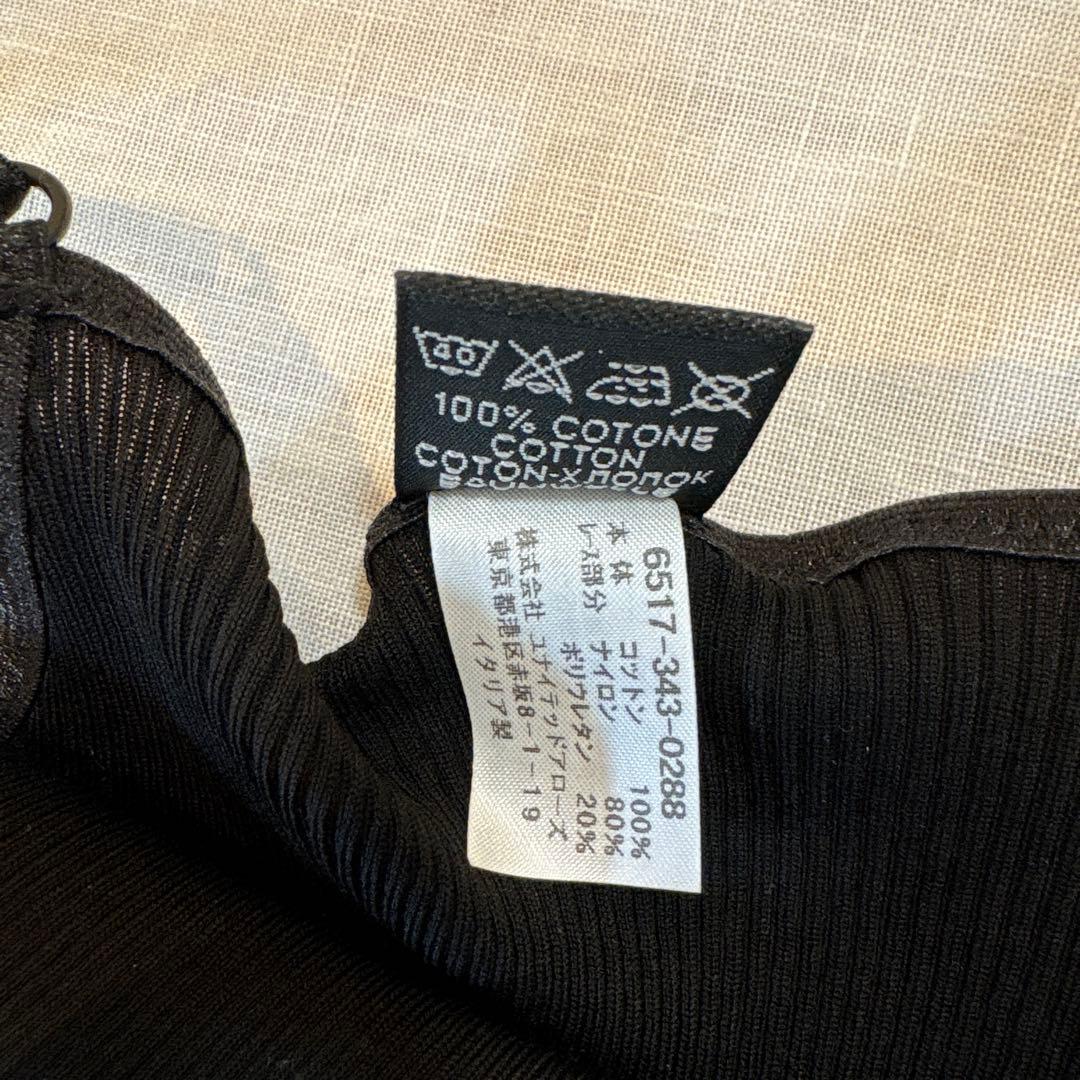 40
100% COTONE
COTTON
COTON-ХЛОПОК
6517-343-0288
本体 コットン 100%
レース部分 ナイロン 80%
ポリウレタン 20%
株式会社 ユナイテッドアローズ
東京都港区赤坂8-1-19
イタリア製